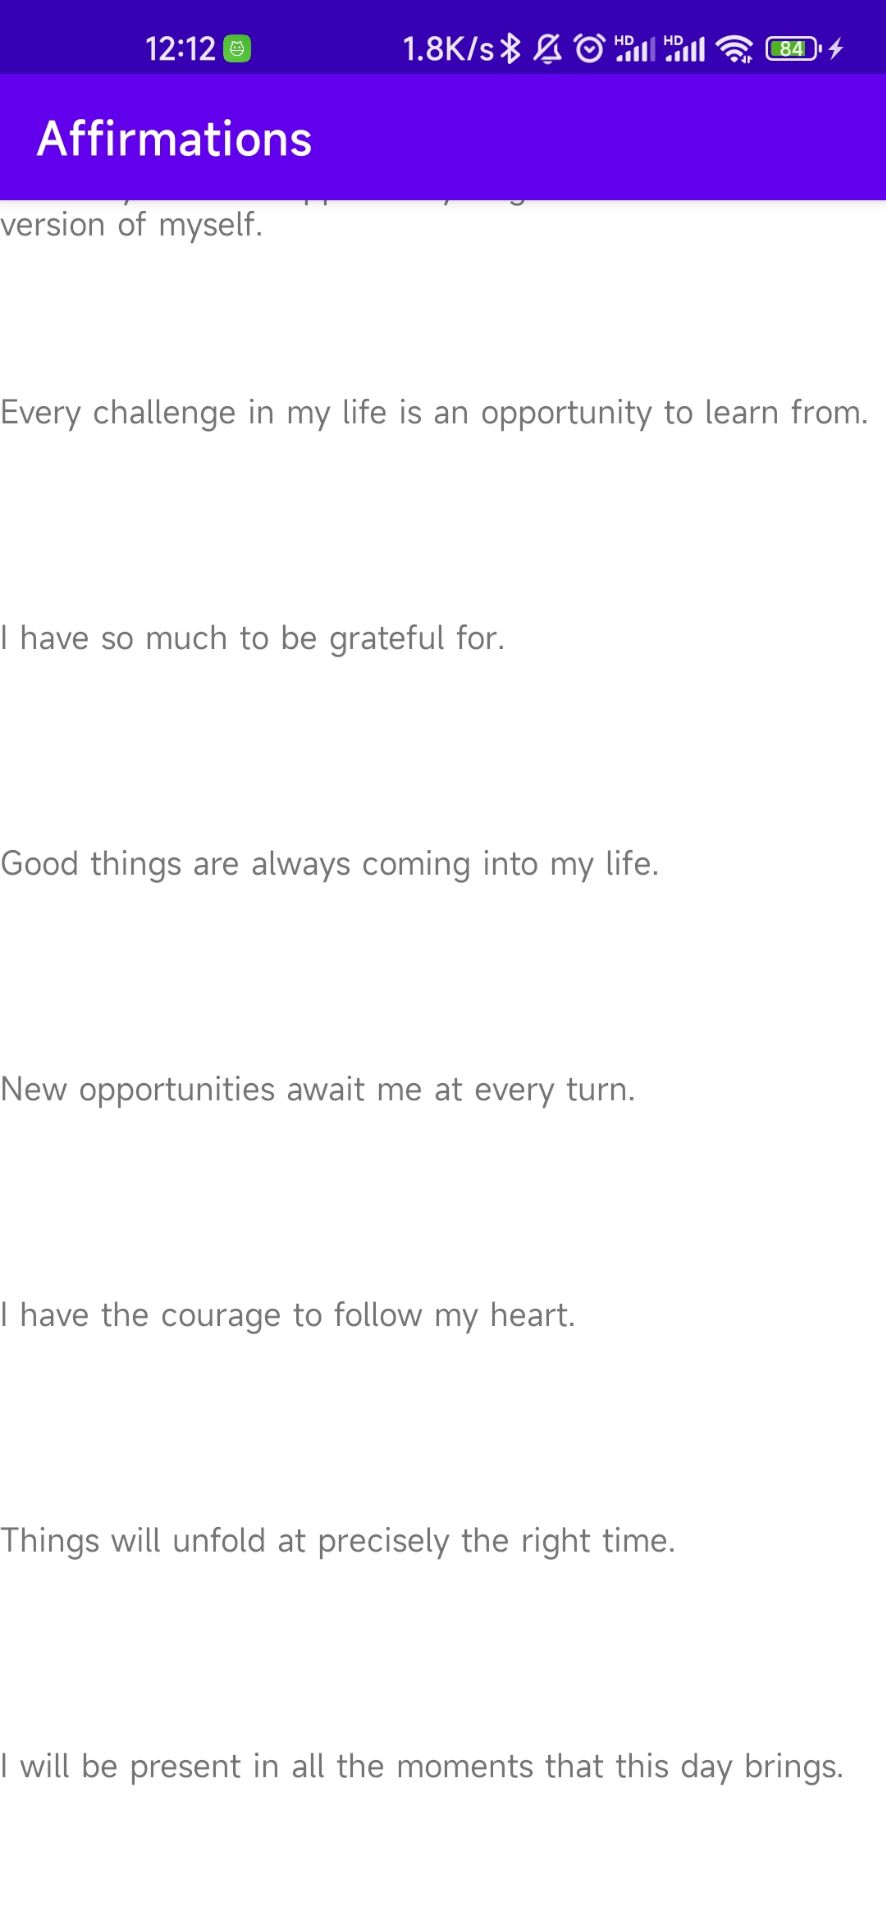 12:12
1.8K/s HD HD 84
Affirmations
version of myself.
Every challenge in my life is an opportunity to learn from.
I have so much to be grateful for.
Good things are always coming into my life.
New opportunities await me at every turn.
I have the courage to follow my heart.
Things will unfold at precisely the right time.
I will be present in all the moments that this day brings.